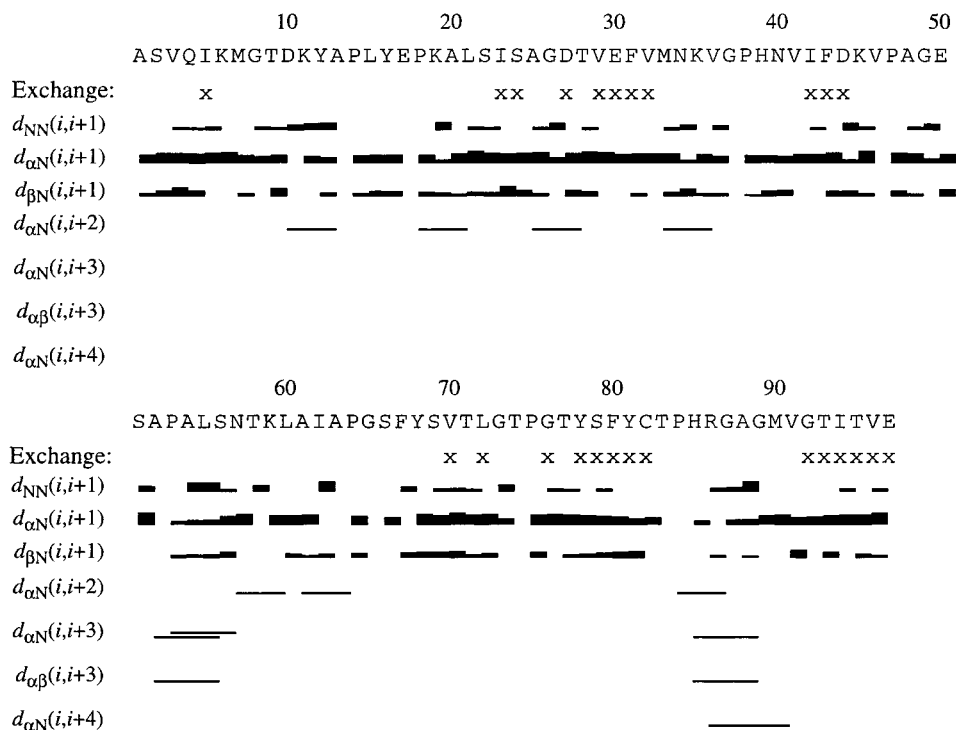 10 20 30 40 50
ASVQIKMGTDKYAPLYEPKALSISAGDTVEFVMNKVGPHNVIFDKVPAGE
Exchange: x xx x xxxx xxx
dNN(i,i+1)
dαN(i,i+1)
dβN(i,i+1)
dαN(i,i+2)
dαN(i,i+3)
dαβ(i,i+3)
dαN(i,i+4)
60 70 80 90
SAPALSNTKLAIAPGSFYSVTLGTPGTYSFYCTPHRGAGMVGTITVE
Exchange: x x x xxxxx xxxxxx
dNN(i,i+1)
dαN(i,i+1)
dβN(i,i+1)
dαN(i,i+2)
dαN(i,i+3)
dαβ(i,i+3)
dαN(i,i+4)